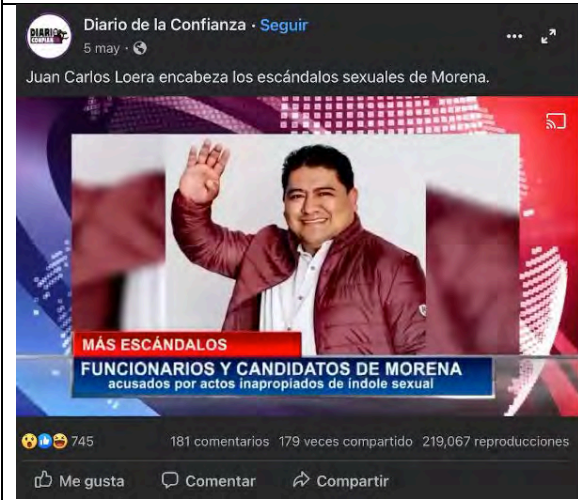 DIARIO
Diario de la Confianza · Seguir
5 may ·
Juan Carlos Loera encabeza los escándalos sexuales de Morena.
MÁS ESCÁNDALOS
FUNCIONARIOS Y CANDIDATOS DE MORENA
acusados por actos inapropiados de índole sexual
745 181 comentarios 179 veces compartido 219,067 reproducciones
Me gusta Comentar Compartir